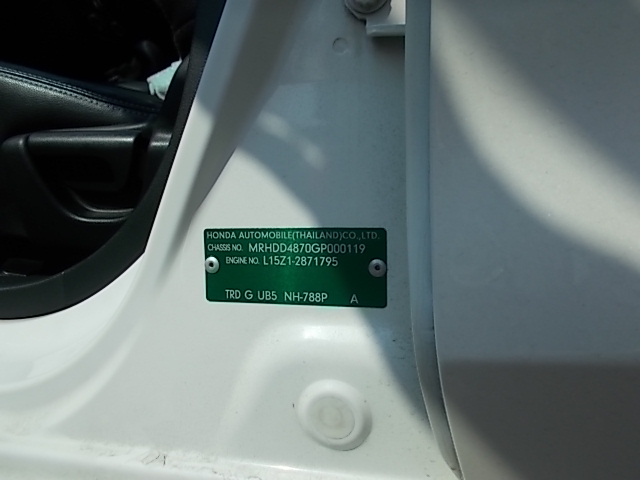 HONDA AUTOMOBILE(THAILAND)CO.,LTD.
CHASSIS NO. MRHDD4870GP000119
ENGINE NO. L15Z1-2871795
TRD G UB5 NH-788P A